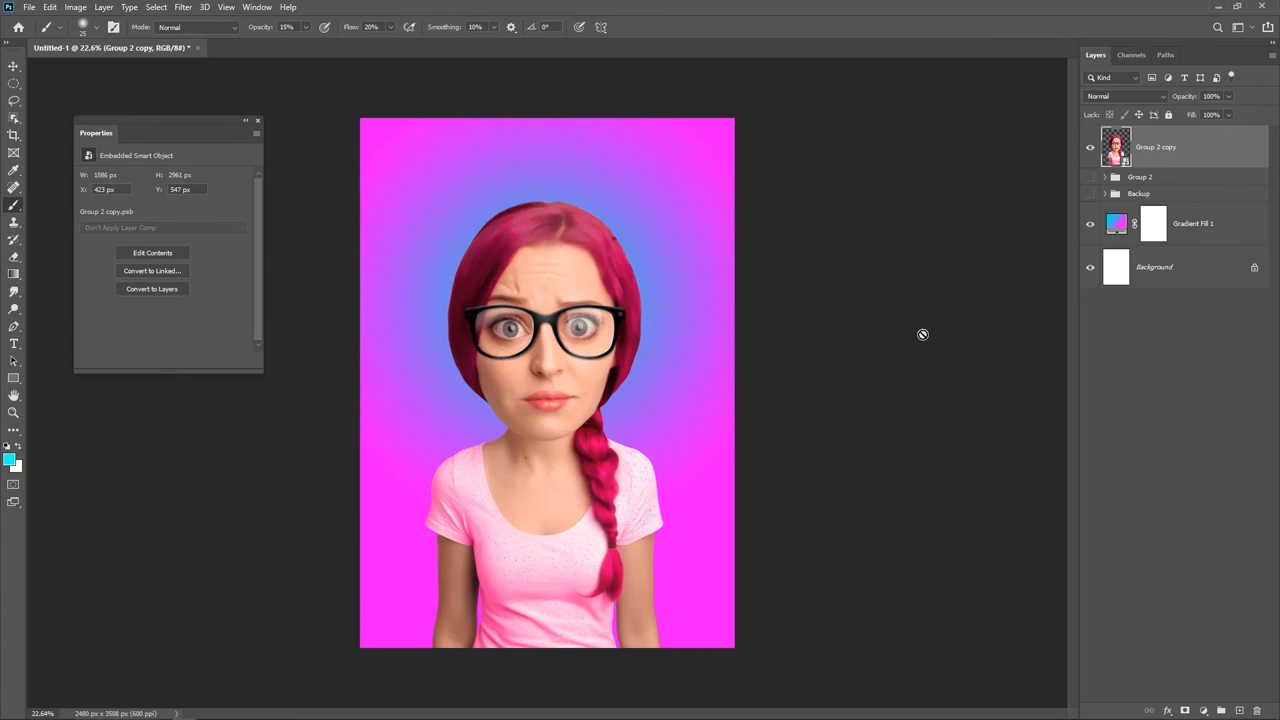 Ps File Edit Image Layer Type Select Filter 3D View Window Help
25 Mode: Normal Opacity: 15% Flow: 20% Smoothing: 10% 0°
Untitled-1 @ 22.6% (Group 2 copy, RGB/8#) * ×
Properties
Embedded Smart Object
W: 1586 px H: 2961 px
X: 423 px Y: 547 px
Group 2 copy.psb
Don't Apply Layer Comp
Edit Contents
Convert to Linked...
Convert to Layers
Layers Channels Paths
Kind
Normal Opacity: 100%
Lock: Fill: 100%
Group 2 copy
Group 2
Backup
Gradient Fill 1
Background
22.64% 2480 px x 3508 px (600 ppi)